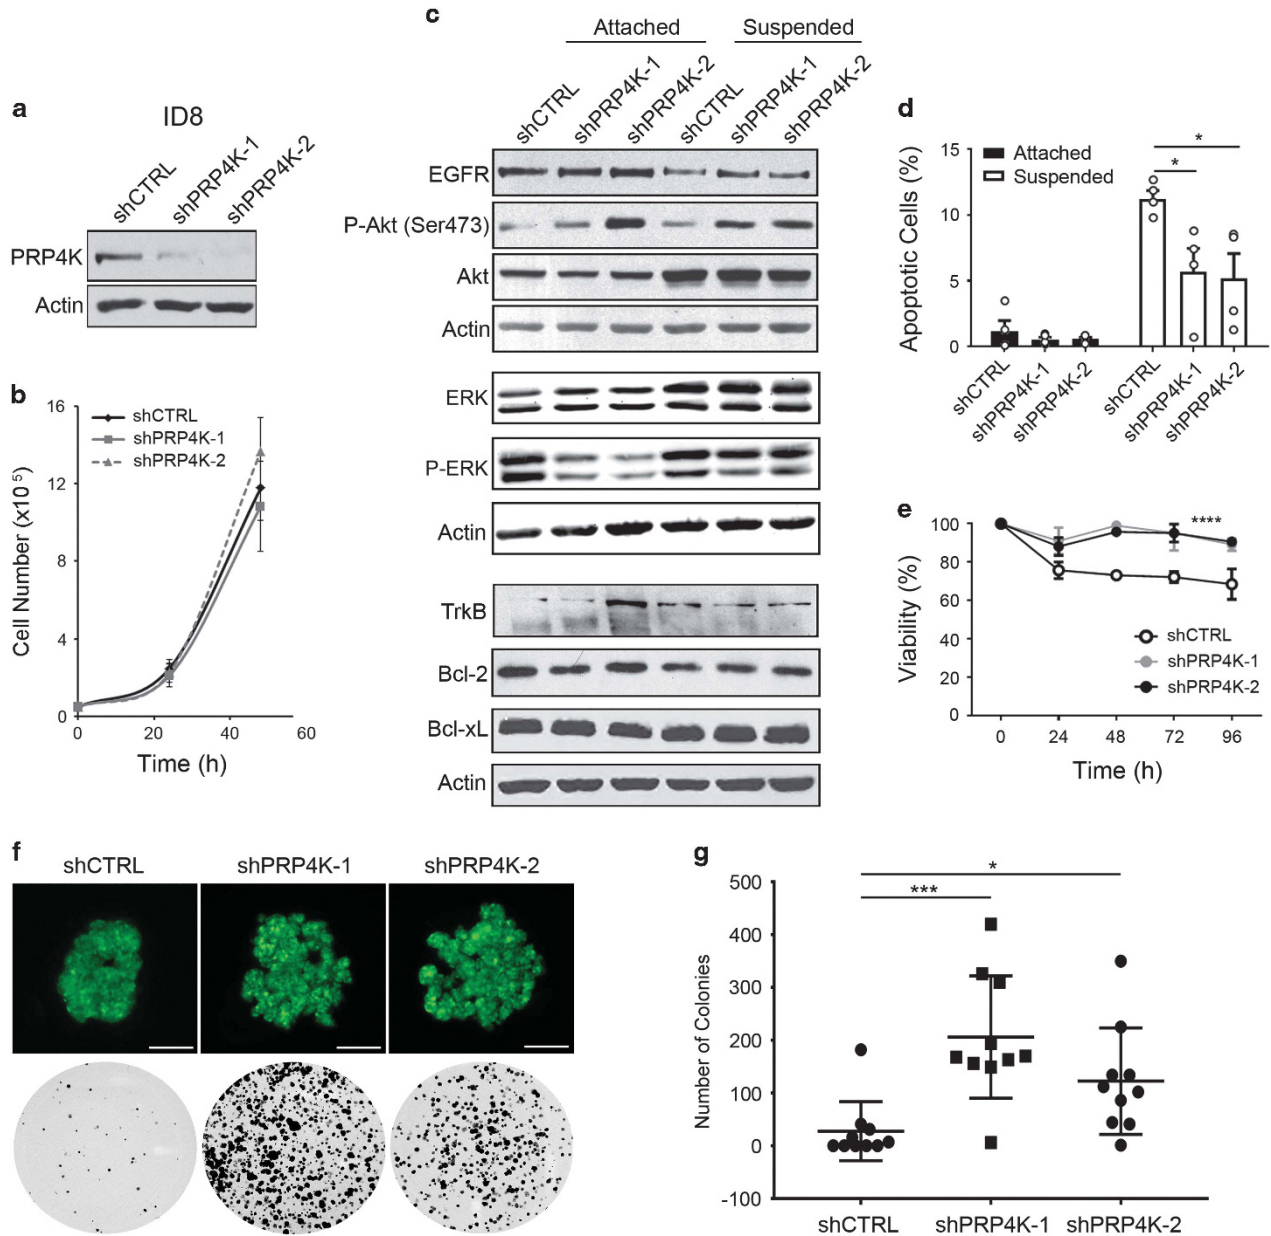 a
ID8
shCTRL
shPRP4K-1
shPRP4K-2
PRP4K
Actin
b
16
12
8
4
0
0
20
40
60
Cell Number (x10 5)
Time (h)
shCTRL
shPRP4K-1
shPRP4K-2
c
Attached
Suspended
shCTRL
shPRP4K-1
shPRP4K-2
shCTRL
shPRP4K-1
shPRP4K-2
EGFR
P-Akt (Ser473)
Akt
Actin
ERK
P-ERK
Actin
TrkB
Bcl-2
Bcl-xL
Actin
d
15
10
5
0
Apoptotic Cells (%)
Attached
Suspended
*
*
shCTRL
shPRP4K-1
shPRP4K-2
shCTRL
shPRP4K-1
shPRP4K-2
e
100
80
60
40
20
0
Viability (%)
****
shCTRL
shPRP4K-1
shPRP4K-2
0
24
48
72
96
Time (h)
f
shCTRL
shPRP4K-1
shPRP4K-2
g
500
400
300
200
100
0
-100
Number of Colonies
*
***
shCTRL
shPRP4K-1
shPRP4K-2